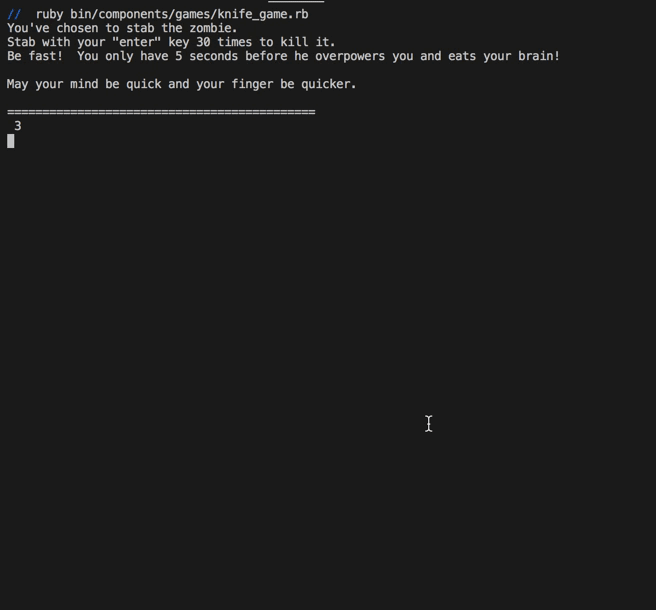 // ruby bin/components/games/knife_game.rb
You've chosen to stab the zombie.
Stab with your "enter" key 30 times to kill it.
Be fast!  You only have 5 seconds before he overpowers you and eats your brain!
May your mind be quick and your finger be quicker.
============================================
3